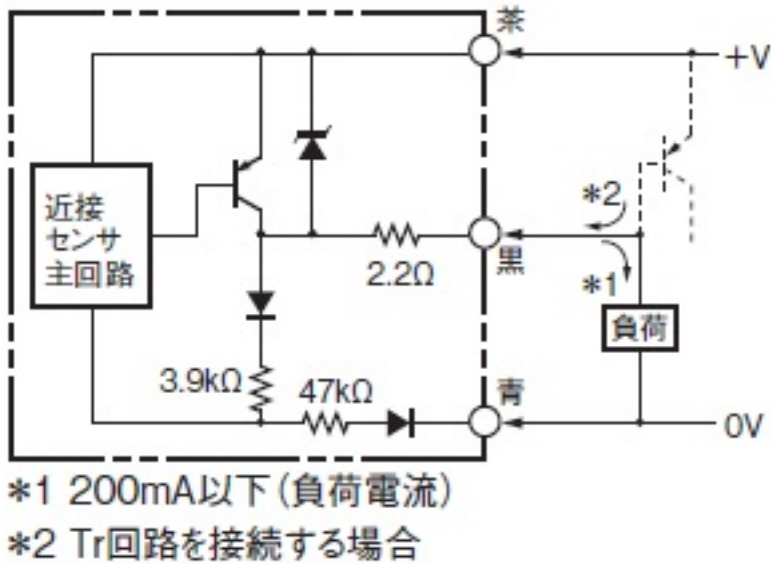 茶
+V
近接
センサ
主回路
*2
黒
2.2Ω
*1
負荷
3.9kΩ
47kΩ
青
0V
*1 200mA以下(負荷電流)
*2 Tr回路を接続する場合